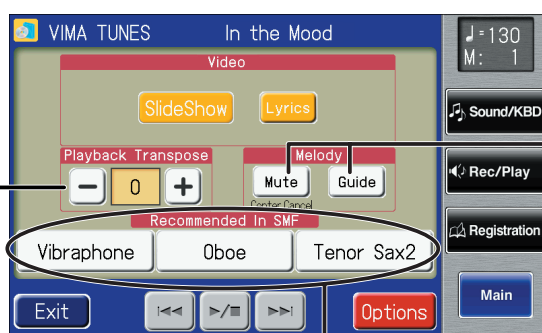 VIMA TUNES In the Mood
♩=130
M: 1
Video
SlideShow Lyrics
Sound/KBD
Playback Transpose
Melody
- 0 +
Mute Guide
Center Cancel
Rec/Play
Recommended In SMF
Vibraphone Oboe Tenor Sax2
Registration
Exit Options
Main